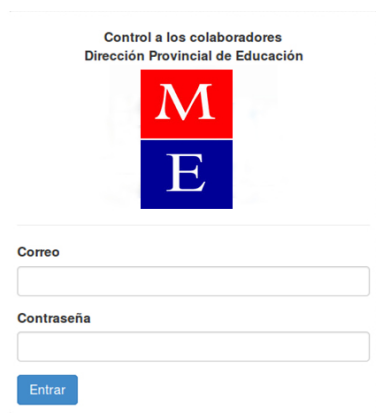 Control a los colaboradores
Dirección Provincial de Educación
M
E
Correo
Contraseña
Entrar